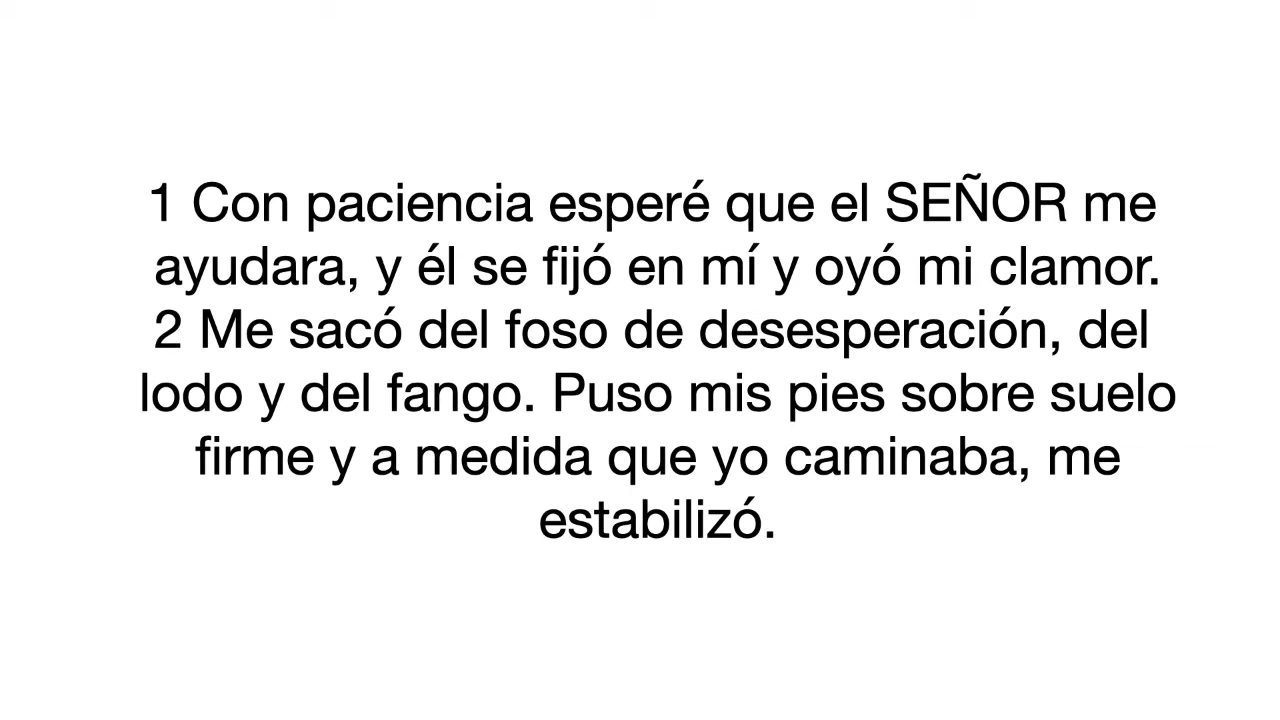 1 Con paciencia esperé que el SEÑOR me
ayudara, y él se fijó en mí y oyó mi clamor.
2 Me sacó del foso de desesperación, del
lodo y del fango. Puso mis pies sobre suelo
firme y a medida que yo caminaba, me
estabilizó.